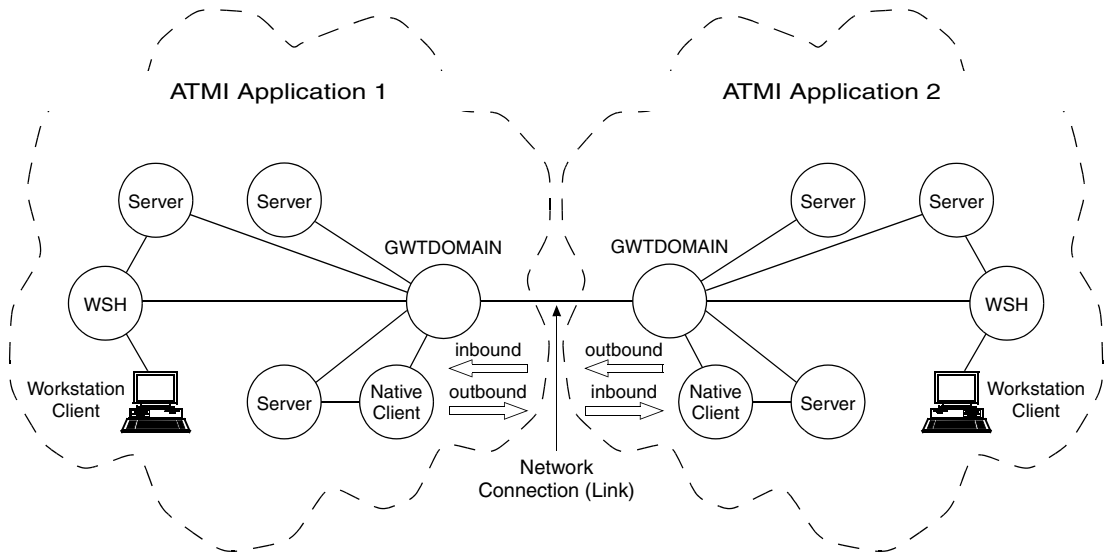 ATMI Application 1
ATMI Application 2
Server
Server
Server
Server
GWTDOMAIN
GWTDOMAIN
WSH
WSH
inbound
outbound
outbound
inbound
Workstation
Client
Server
Native
Client
Native
Client
Server
Workstation
Client
Network
Connection (Link)